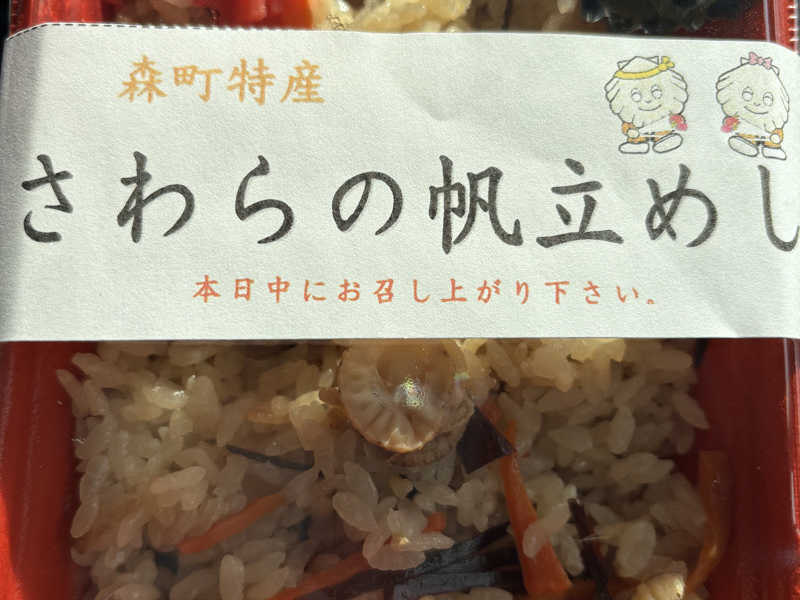 森町特産
さわらの帆立めし
本日中にお召し上がり下さい。